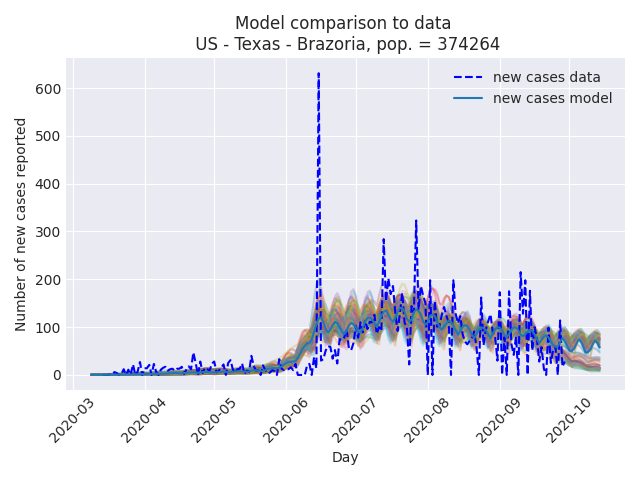 Model comparison to data
US - Texas - Brazoria, pop. = 374264
new cases data
new cases model
Number of new cases reported
600
500
400
300
200
100
0
2020-03
2020-04
2020-05
2020-06
2020-07
2020-08
2020-09
2020-10
Day